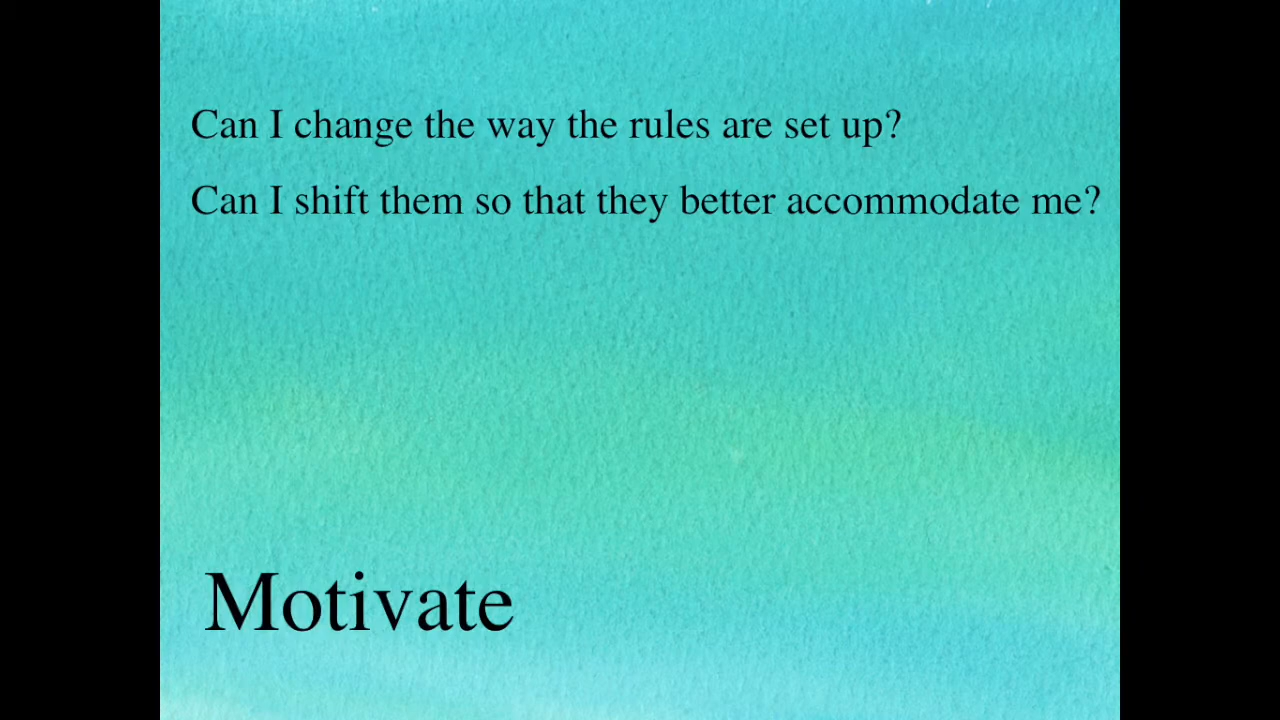 Can I change the way the rules are set up?
Can I shift them so that they better accommodate me?
Motivate